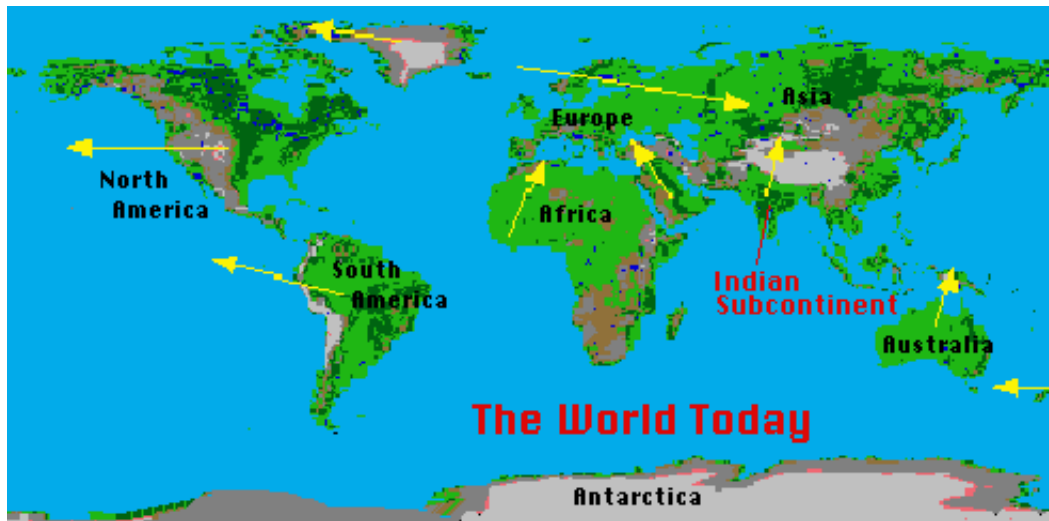 Asia
Europe
North
America
Africa
South
America
Indian
Subcontinent
Australia
The World Today
Antarctica